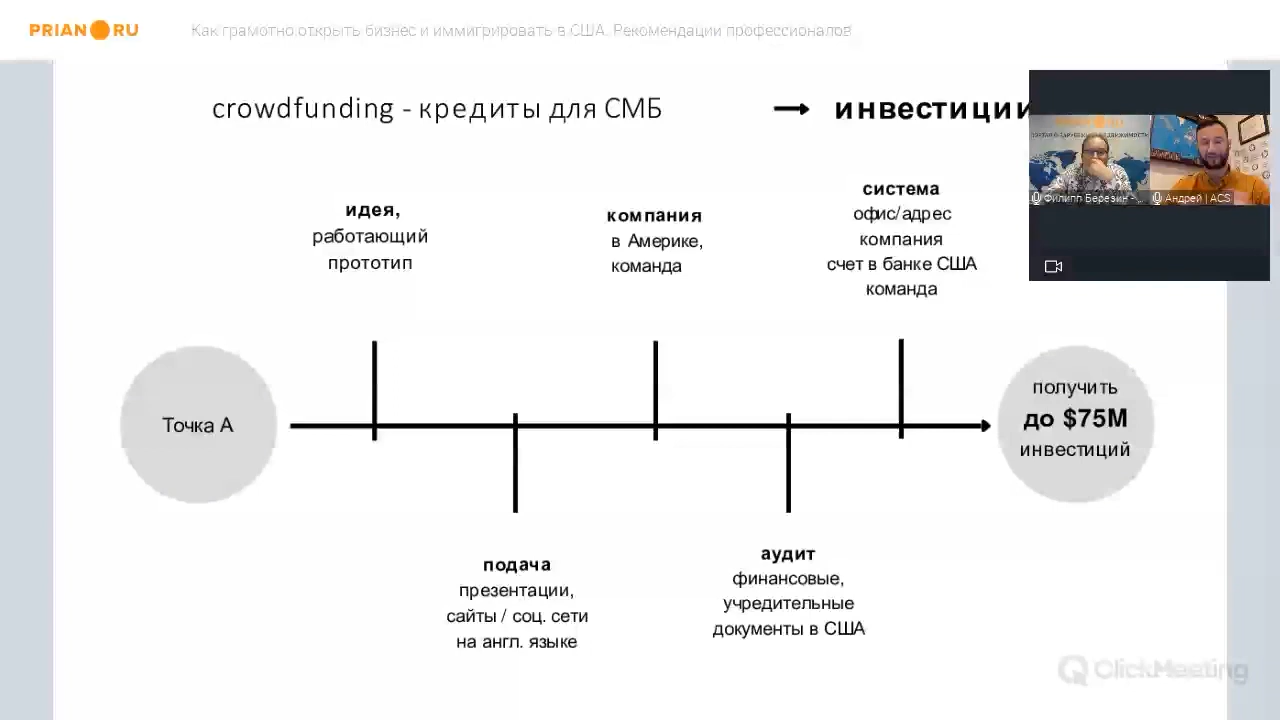 PRIAN.RU
Как грамотно открыть бизнес и иммигрировать в США. Рекомендации профессионалов
crowdfunding - кредиты для СМБ
инвестиции
идея,
работающий
прототип
компания
в Америке,
команда
система
офис/адрес
компания
счет в банке США
команда
Филипп Березин - ...
Андрей | ACS
Точка А
получить
до $75M
инвестиций
подача
презентации,
сайты / соц. сети
на англ. языке
аудит
финансовые,
учредительные
документы в США
ClickMeeting